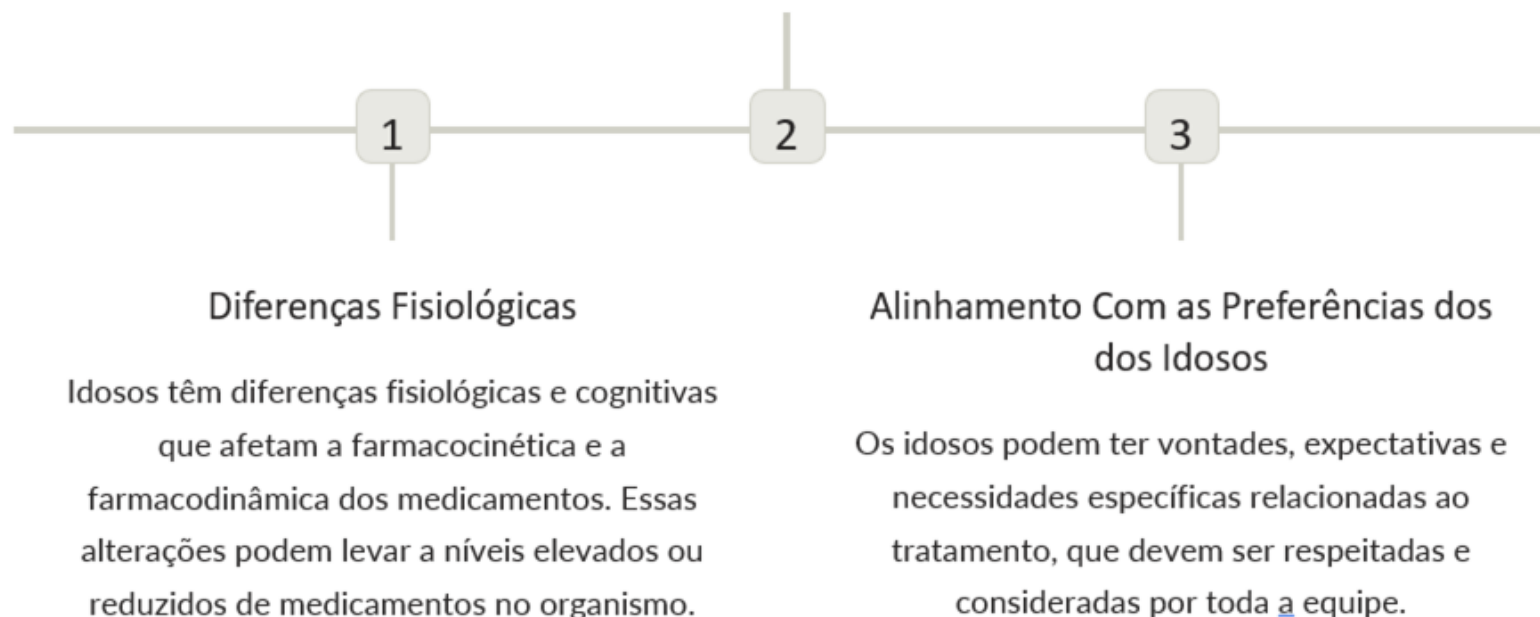 1
2
3
Diferenças Fisiológicas
Idosos têm diferenças fisiológicas e cognitivas
que afetam a farmacocinética e a
farmacodinâmica dos medicamentos. Essas
alterações podem levar a níveis elevados ou
reduzidos de medicamentos no organismo.
Alinhamento Com as Preferências dos
dos Idosos
Os idosos podem ter vontades, expectativas e
necessidades específicas relacionadas ao
tratamento, que devem ser respeitadas e
consideradas por toda a equipe.